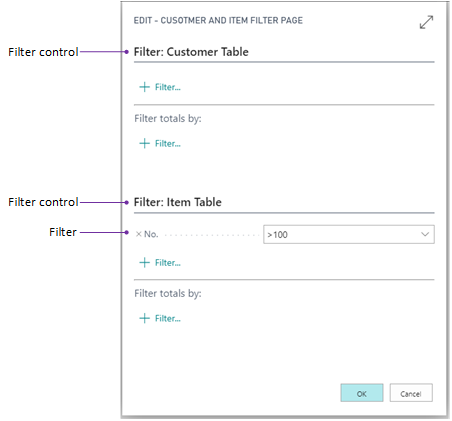 EDIT - CUSOTMER AND ITEM FILTER PAGE
Filter control
Filter: Customer Table
Filter...
Filter totals by:
Filter...
Filter control
Filter: Item Table
Filter
No.
>100
Filter...
Filter totals by:
Filter...
OK
Cancel